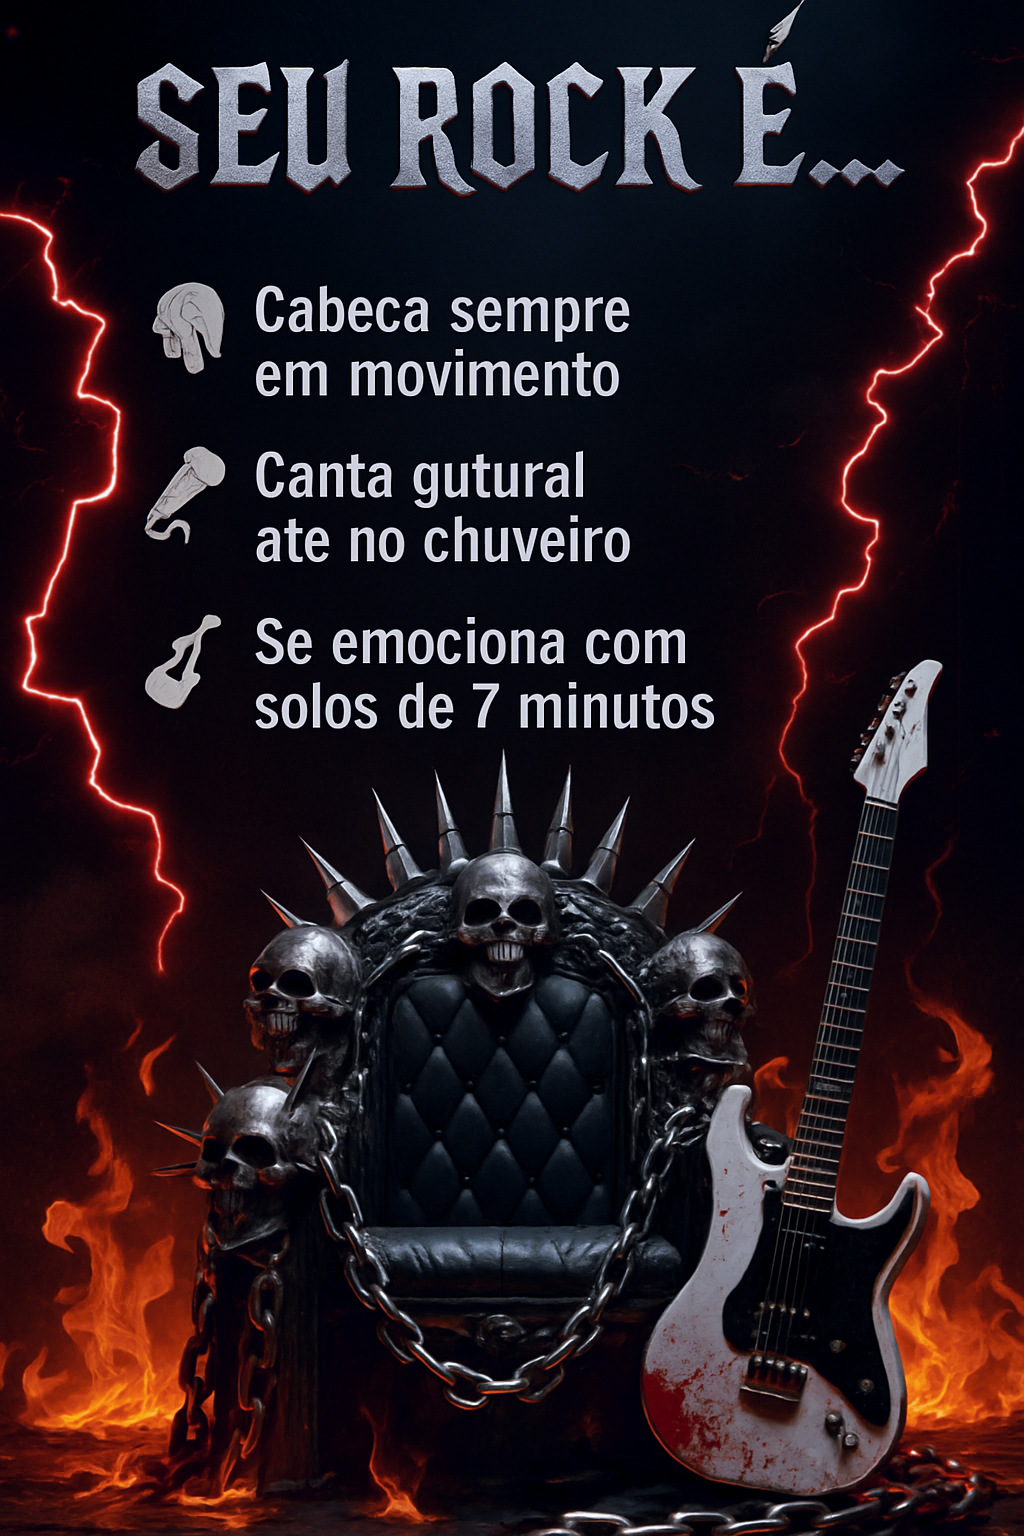 SEU ROCK É...
Cabeca sempre
em movimento
Canta gutural
ate no chuveiro
Se emociona com
solos de 7 minutos